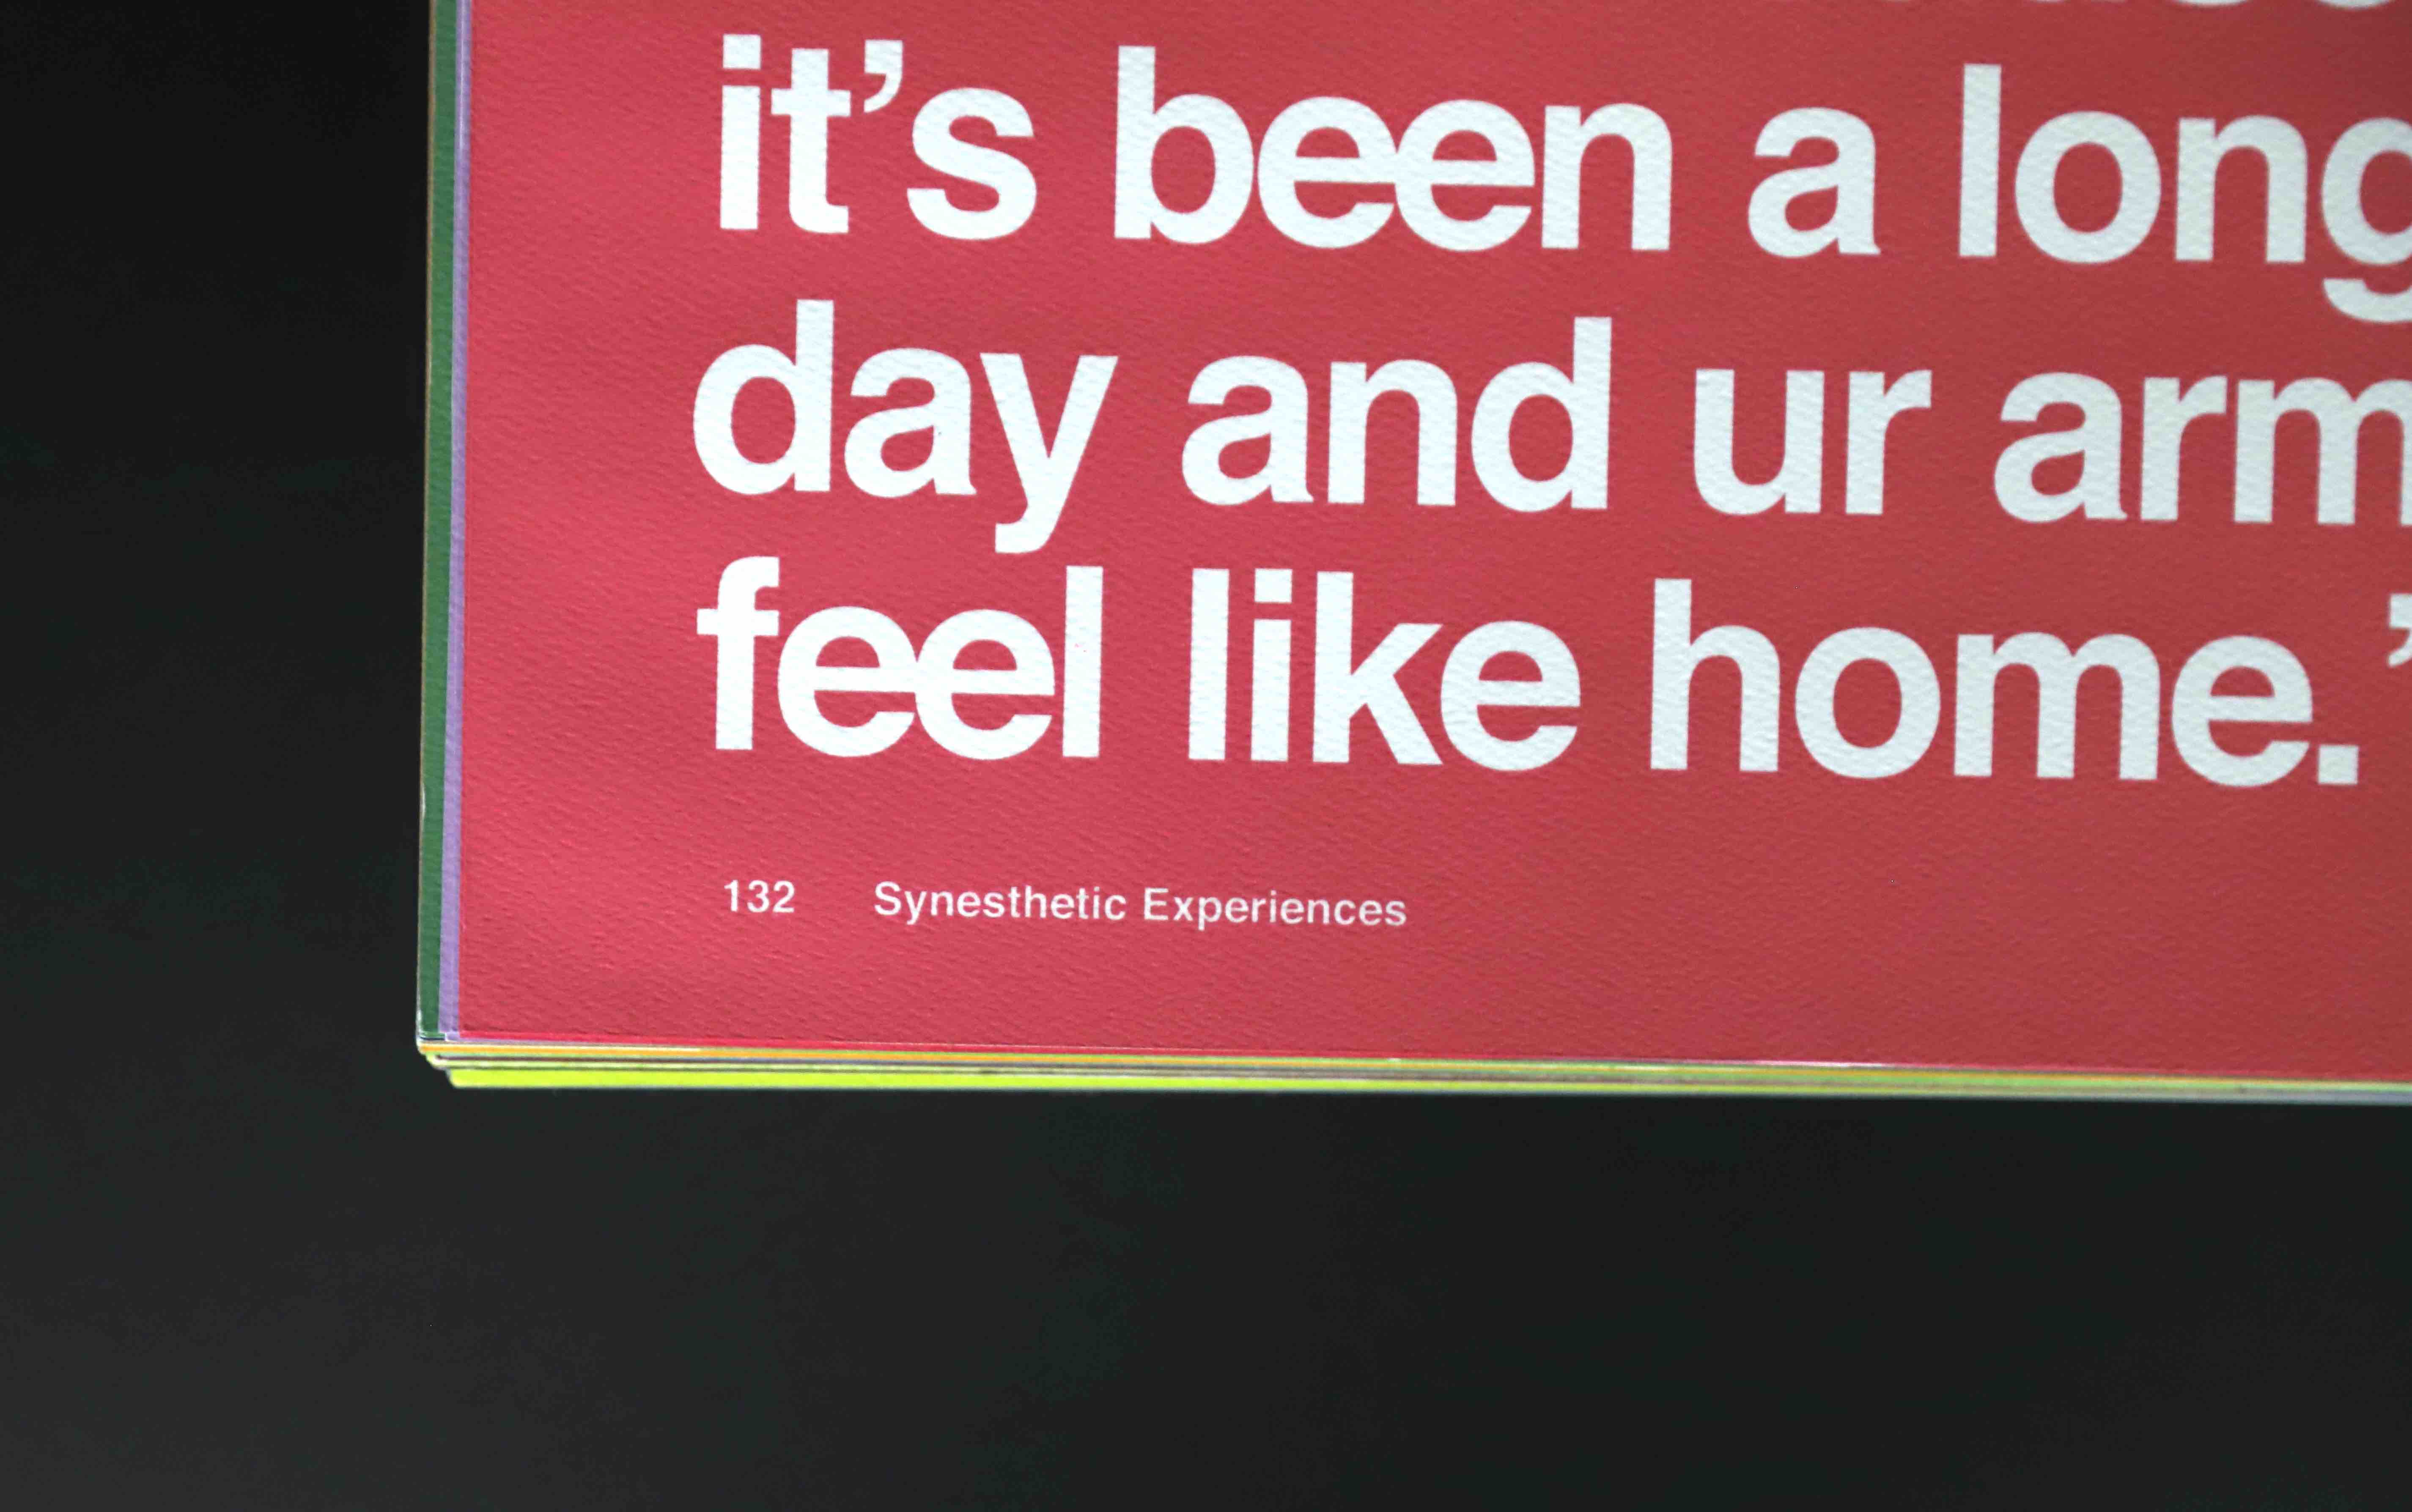 it’s been a long
day and ur arm
feel like home.’
132 Synesthetic Experiences